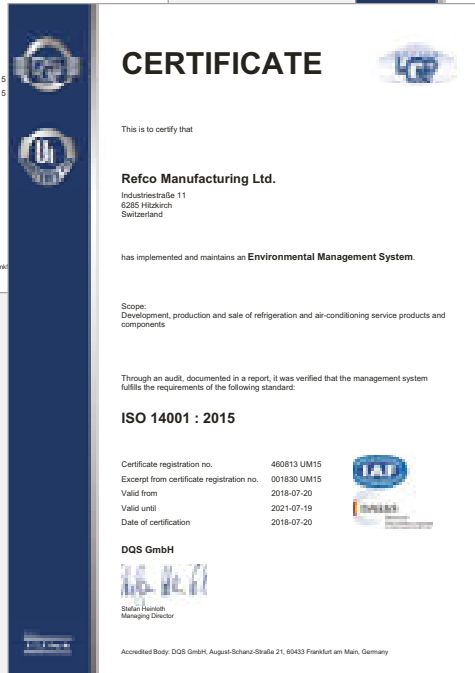 CERTIFICATE
This is to certify that
Refco Manufacturing Ltd.
Industriestraße 11
6285 Hitzkirch
Switzerland
has implemented and maintains an Environmental Management System.
Scope:
Development, production and sale of refrigeration and air-conditioning service products and
components
Through an audit, documented in a report, it was verified that the management system
fulfills the requirements of the following standard:
ISO 14001 : 2015
Certificate registration no. 460813 UM15
Excerpt from certificate registration no. 001830 UM15
Valid from 2018-07-20
Valid until 2021-07-19
Date of certification 2018-07-20
IAF
DQS GmbH
Stefan Heinloth
Managing Director
Accredited Body: DQS GmbH, August-Schanz-Straße 21, 60433 Frankfurt am Main, Germany
5
5